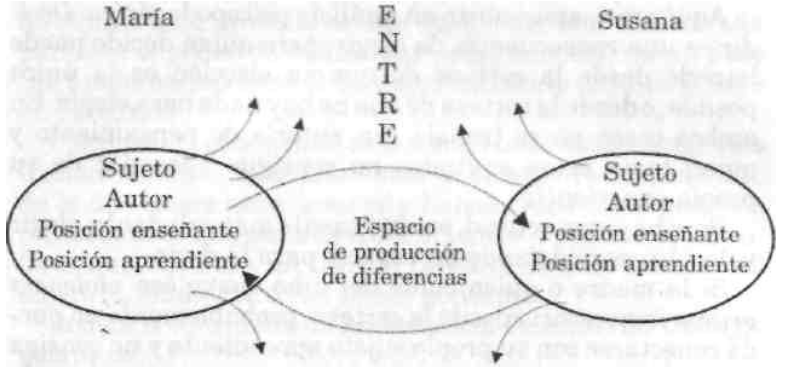 María
E
N
T
R
E
Susana
Sujeto
Autor
Posición enseñante
Posición aprendiente
Espacio
de producción
de diferencias
Sujeto
Autor
Posición enseñante
Posición aprendiente